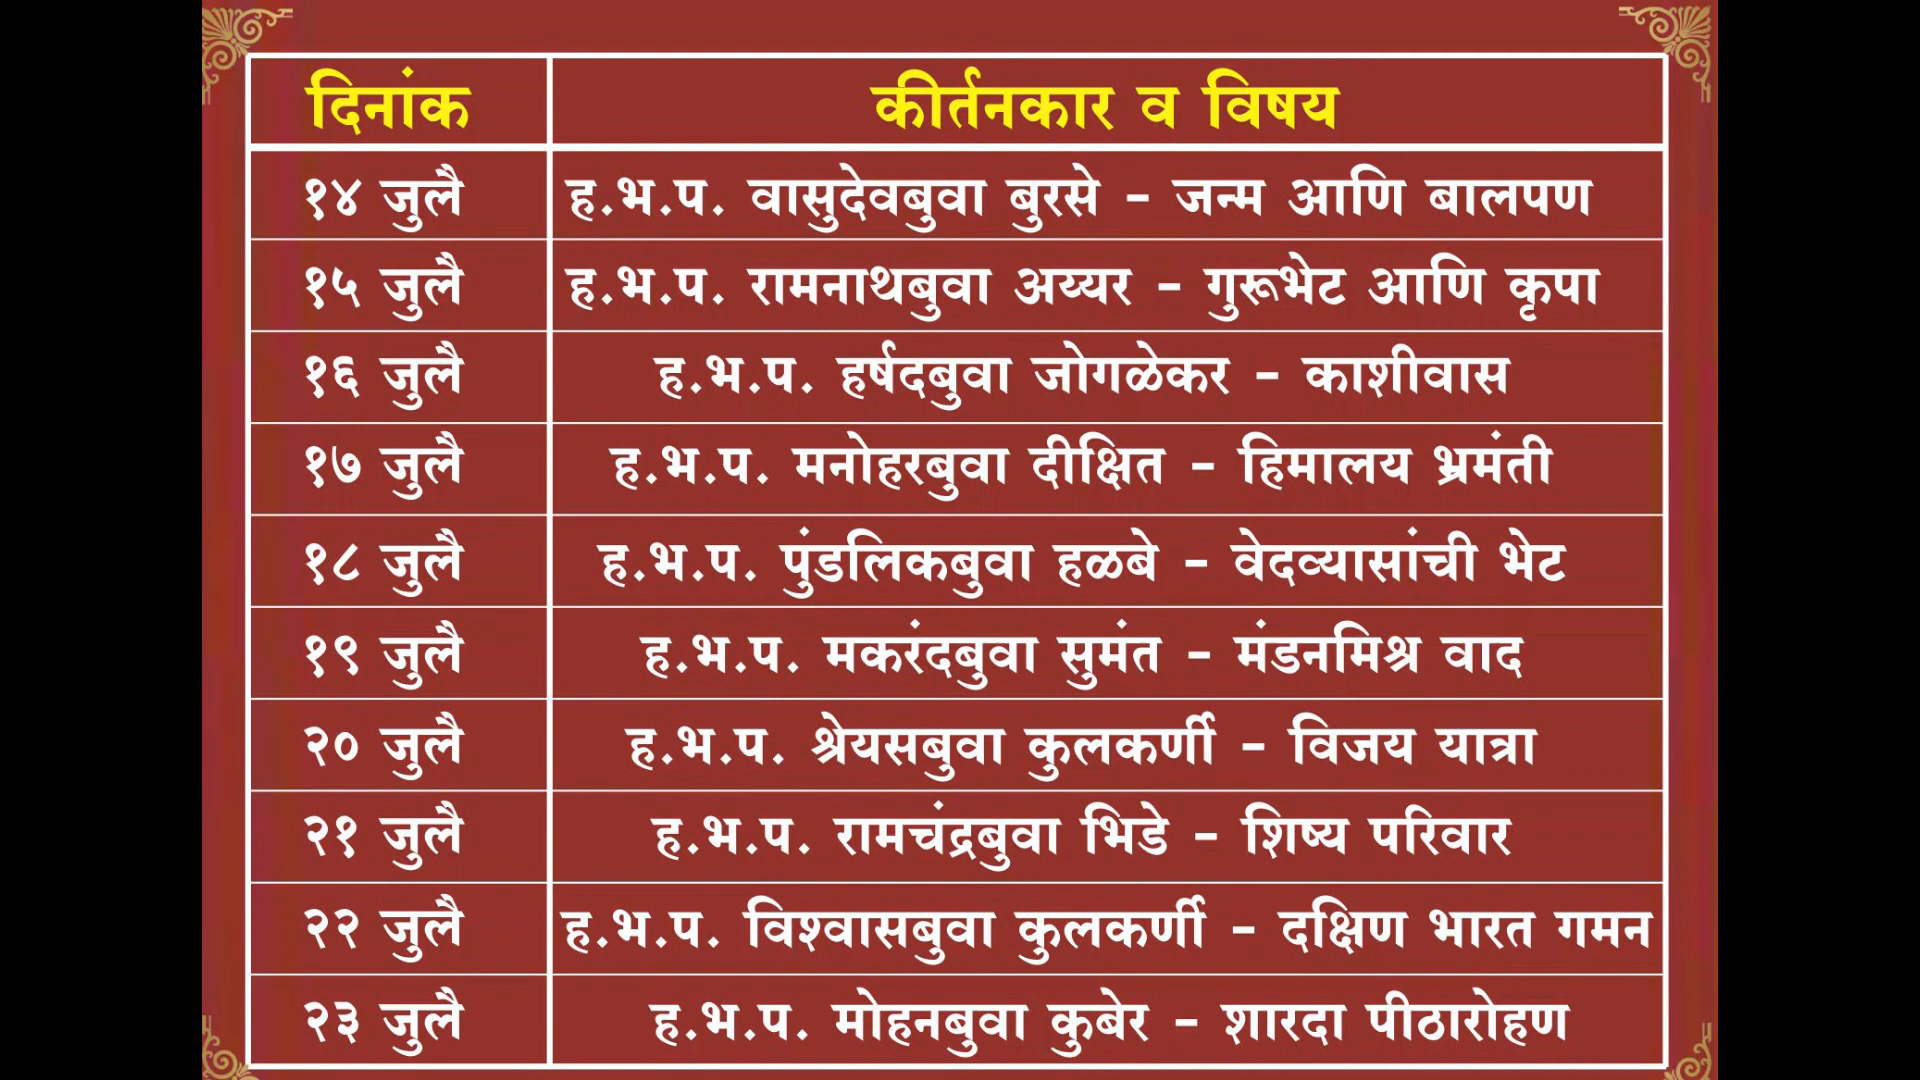 दिनांक कीर्तनकार व विषय
१४ जुलै ह.भ.प. वासुदेवबुवा बुरसे - जन्म आणि बालपण
१५ जुलै ह.भ.प. रामनाथबुवा अय्यर - गुरूभेट आणि कृपा
१६ जुलै ह.भ.प. हर्षदबुवा जोगळेकर - काशीवास
१७ जुलै ह.भ.प. मनोहरबुवा दीक्षित - हिमालय भ्रमंती
१८ जुलै ह.भ.प. पुंडलिकबुवा हळबे - वेदव्यासांची भेट
१९ जुलै ह.भ.प. मकरंदबुवा सुमंत - मंडनमिश्र वाद
२० जुलै ह.भ.प. श्रेयसबुवा कुलकर्णी - विजय यात्रा
२१ जुलै ह.भ.प. रामचंद्रबुवा भिडे - शिष्य परिवार
२२ जुलै ह.भ.प. विश्वासबुवा कुलकर्णी - दक्षिण भारत गमन
२३ जुलै ह.भ.प. मोहनबुवा कुबेर - शारदा पीठारोहण